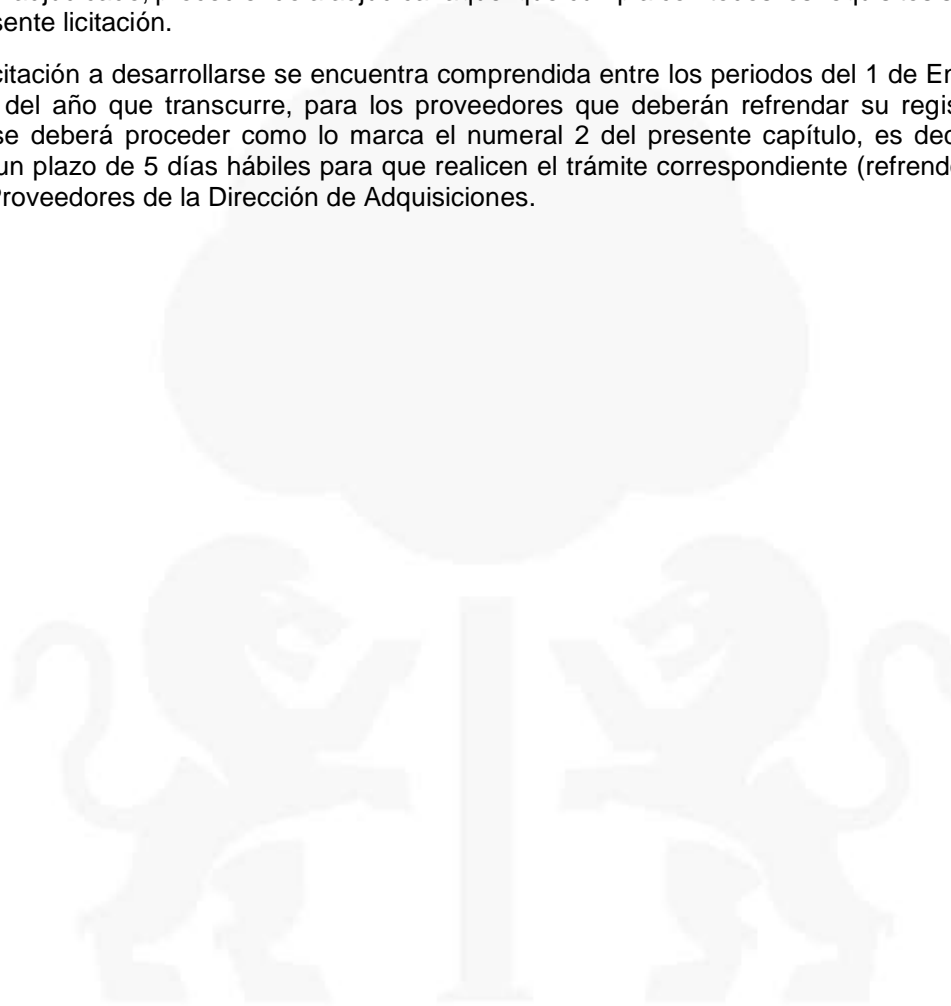 sente licitación.
citación a desarrollarse se encuentra comprendida entre los periodos del 1 de En
del año que transcurre, para los proveedores que deberán refrendar su regis
se deberá proceder como lo marca el numeral 2 del presente capítulo, es dec
un plazo de 5 días hábiles para que realicen el trámite correspondiente (refrend
Proveedores de la Dirección de Adquisiciones.